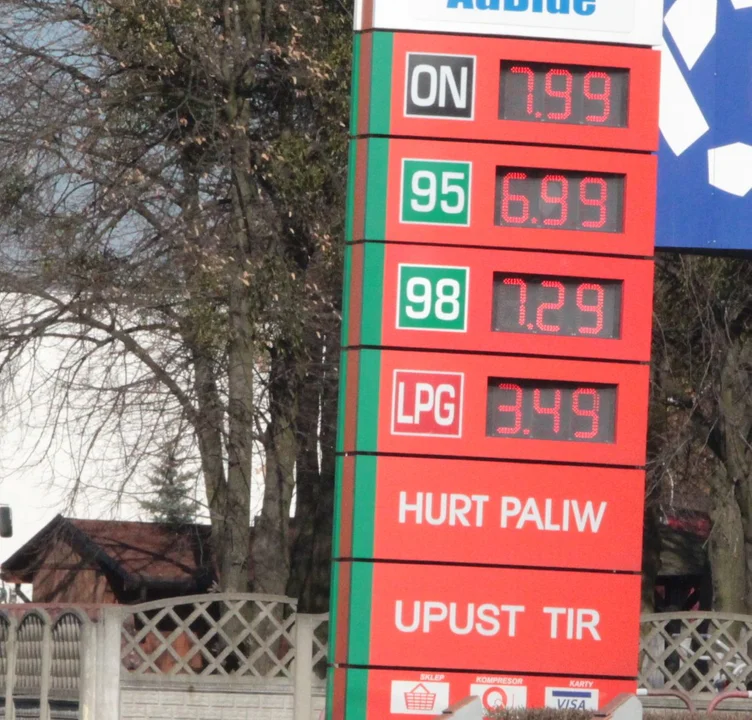 AdBlue
ON 7.99
95 6.99
98 7.29
LPG 3.49
HURT PALIW
UPUST TIR
SKLEP KOMPRESOR KARTY
VISA